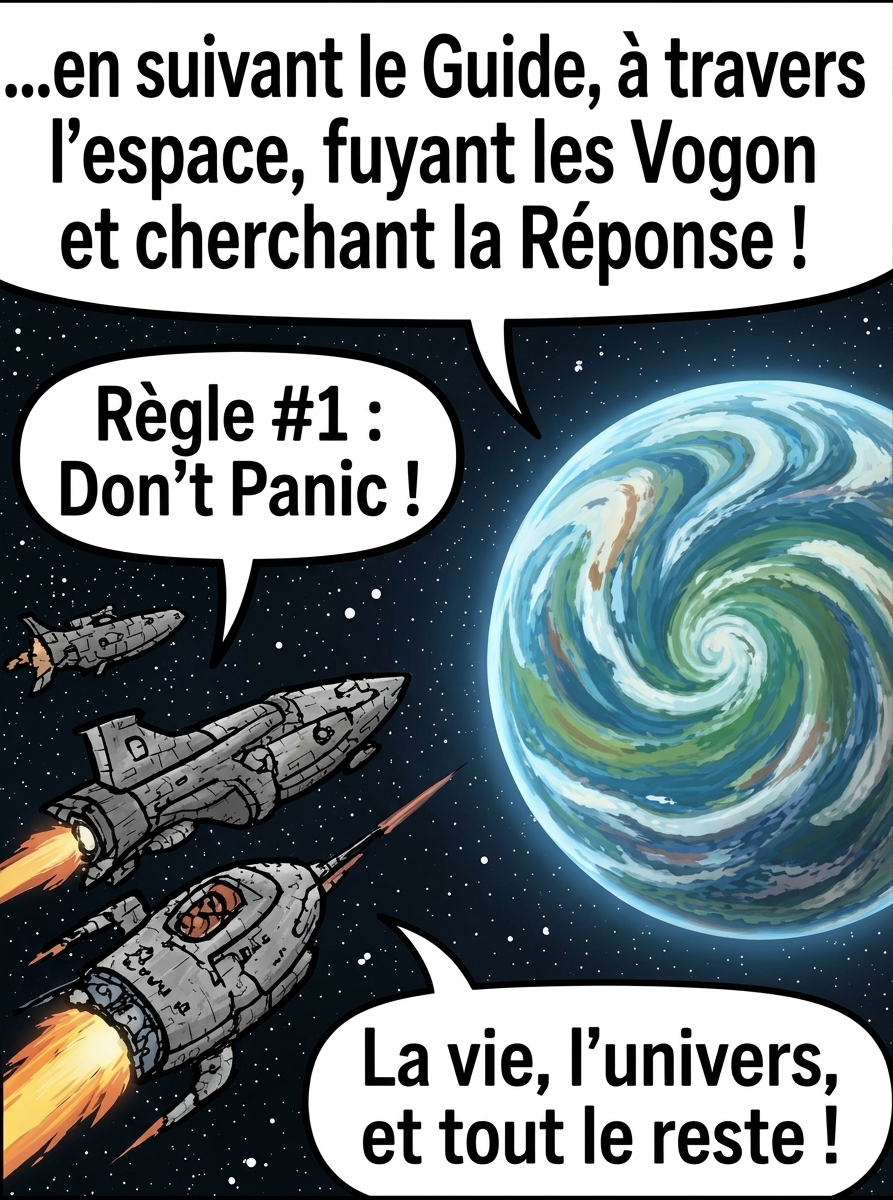 ...en suivant le Guide, à travers
l’espace, fuyant les Vogon
et cherchant la Réponse !
Règle #1 :
Don’t Panic !
La vie, l’univers,
et tout le reste !